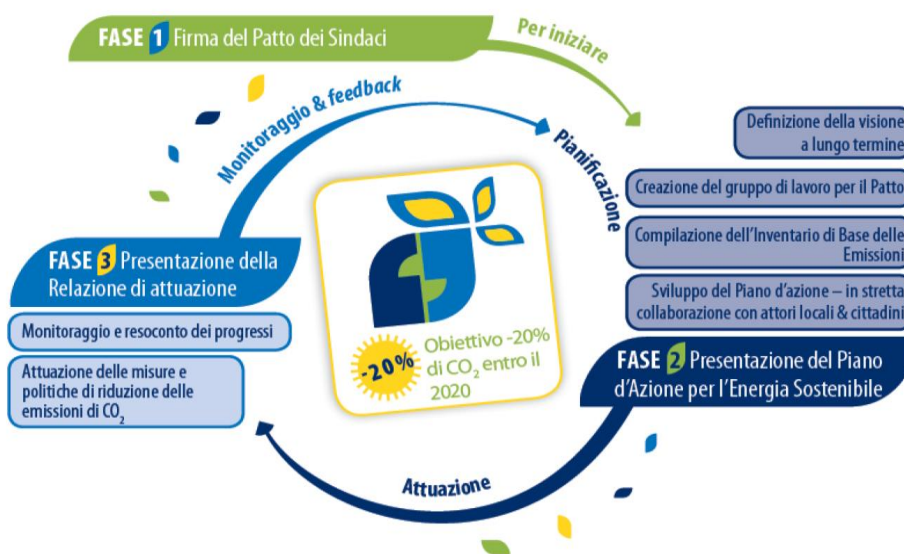 FASE 1 Firma del Patto dei Sindaci
Per iniziare
Monitoraggio & feedback
Pianificazione
Definizione della visione
a lungo termine
Creazione del gruppo di lavoro per il Patto
Compilazione dell'Inventario di Base delle
Emissioni
Sviluppo del Piano d'azione – in stretta
collaborazione con attori locali & cittadini
FASE 2 Presentazione del Piano
d'Azione per l'Energia Sostenibile
Attuazione
FASE 3 Presentazione della
Relazione di attuazione
Monitoraggio e resoconto dei progressi
Attuazione delle misure e
politiche di riduzione delle
emissioni di CO₂
-20%
Obiettivo -20%
di CO₂ entro il
2020